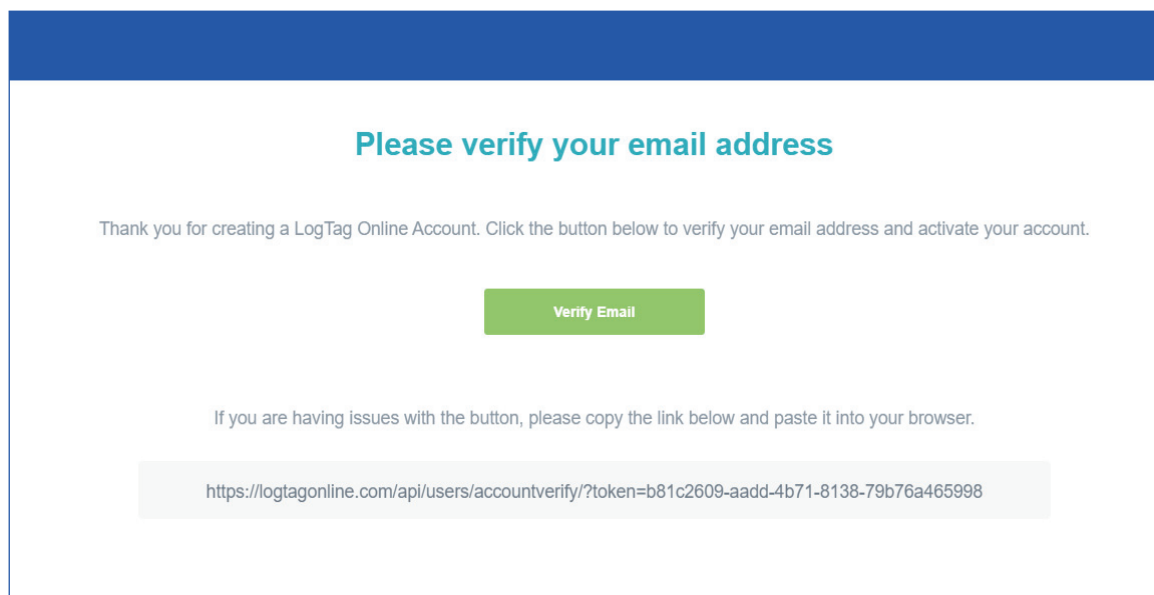 Please verify your email address
Thank you for creating a LogTag Online Account. Click the button below to verify your email address and activate your account.
Verify Email
If you are having issues with the button, please copy the link below and paste it into your browser.
https://logtagonline.com/api/users/accountverify/?token=b81c2609-aadd-4b71-8138-79b76a465998